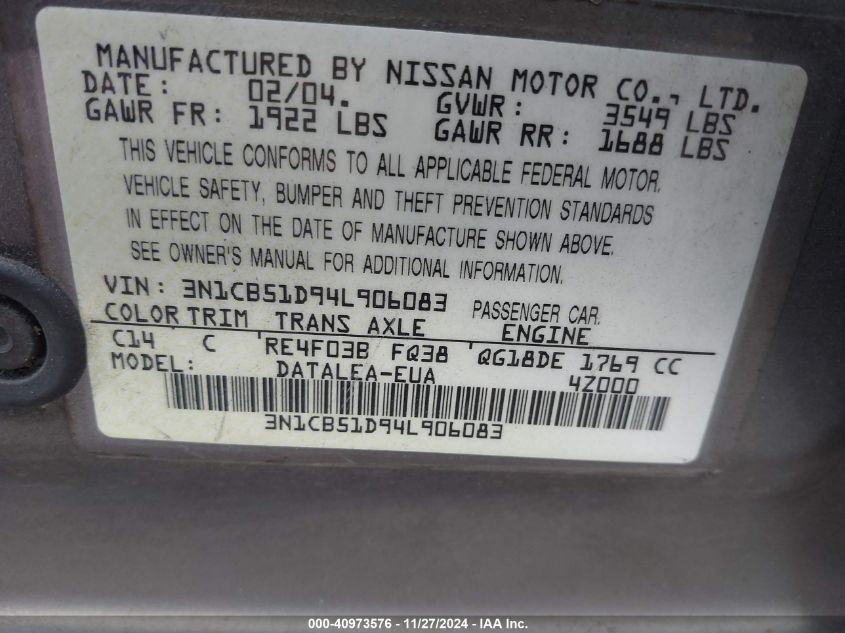 MANUFACTURED BY NISSAN MOTOR CO., LTD.
DATE: 02/04. GVWR: 3549 LBS
GAWR FR: 1922 LBS GAWR RR: 1688 LBS
THIS VEHICLE CONFORMS TO ALL APPLICABLE FEDERAL MOTOR
VEHICLE SAFETY, BUMPER AND THEFT PREVENTION STANDARDS
IN EFFECT ON THE DATE OF MANUFACTURE SHOWN ABOVE.
SEE OWNER'S MANUAL FOR ADDITIONAL INFORMATION.
VIN: 3N1CB51D94L906083 PASSENGER CAR.
COLOR TRIM TRANS AXLE ENGINE
C14 C RE4F03B FQ38 QG18DE 1769 CC
MODEL: DATALEA-EUA 4Z000
3N1CB51D94L906083
000-40973576 - 11/27/2024 - IAA Inc.